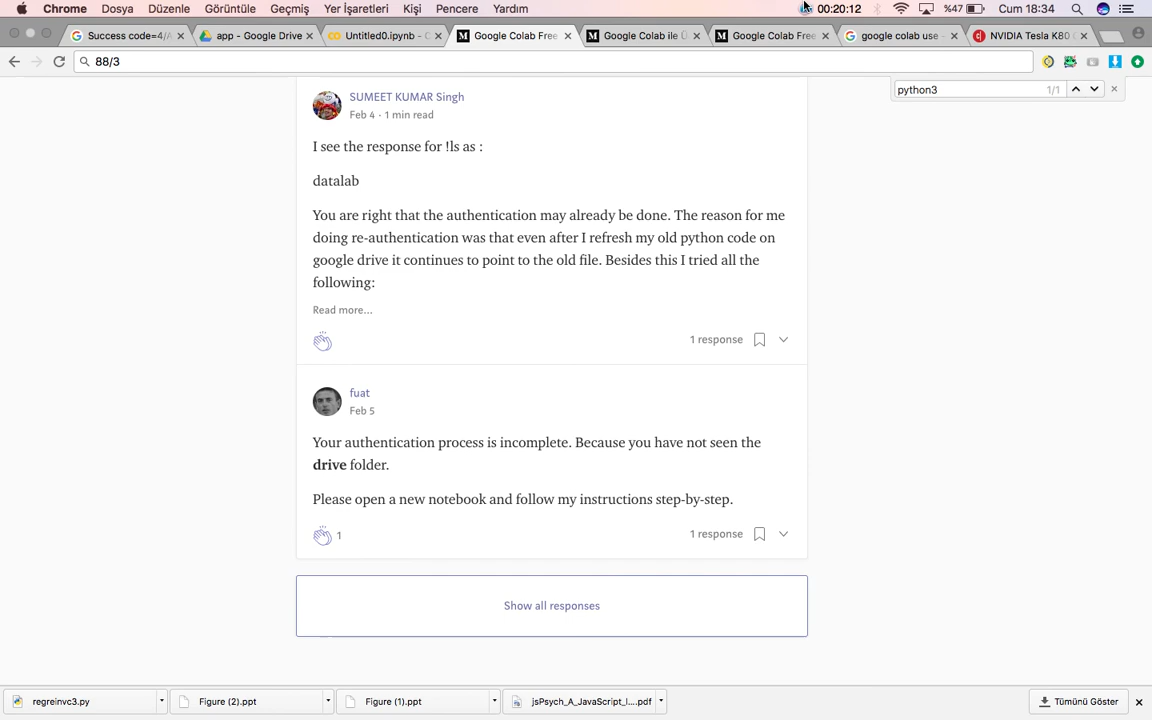 Chrome Dosya Düzenle Görüntüle Geçmiş Yer İşaretleri Kişi Pencere Yardım 00:20:12 %47 Cum 18:34
Success code=4/A app - Google Drive Untitled0.ipynb - C Google Colab Free Google Colab ile Ü Google Colab Free google colab use - NVIDIA Tesla K80
88/3
python3 1/1
SUMEET KUMAR Singh
Feb 4 · 1 min read
I see the response for !ls as :
datalab
You are right that the authentication may already be done. The reason for me
doing re-authentication was that even after I refresh my old python code on
google drive it continues to point to the old file. Besides this I tried all the
following:
Read more...
1 response
fuat
Feb 5
Your authentication process is incomplete. Because you have not seen the
drive folder.
Please open a new notebook and follow my instructions step-by-step.
1
1 response
Show all responses
regreinvc3.py Figure (2).ppt Figure (1).ppt jsPsych_A_JavaScript_l....pdf Tümünü Göster